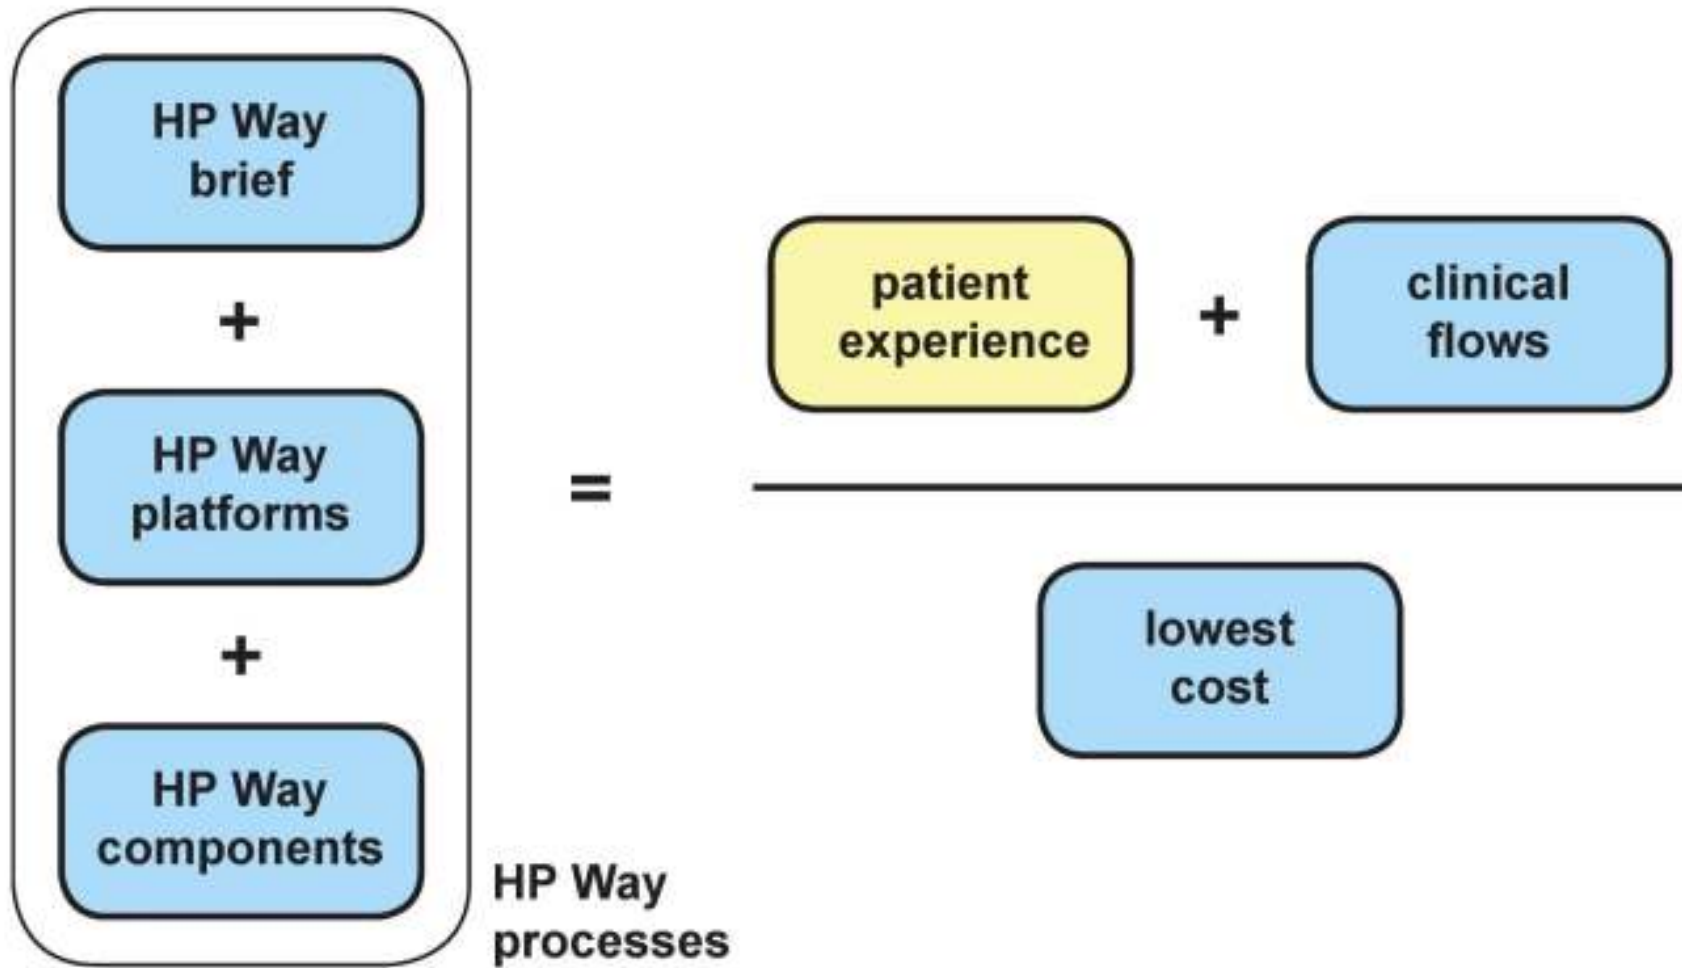 HP Way
brief
+
HP Way
platforms
+
HP Way
components
HP Way
processes
=
patient
experience
+
clinical
flows
lowest
cost